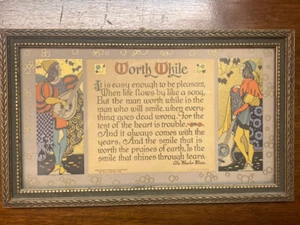 Worth While
It is easy enough to be pleasant,
When life flows by like a song,
But the man worth while is the
man who will smile, when every-
thing goes dead wrong. For the
test of the heart is trouble,
And it always comes with the
years, And the smile that is
worth the praises of earth, Is the
smile that shines through tears.